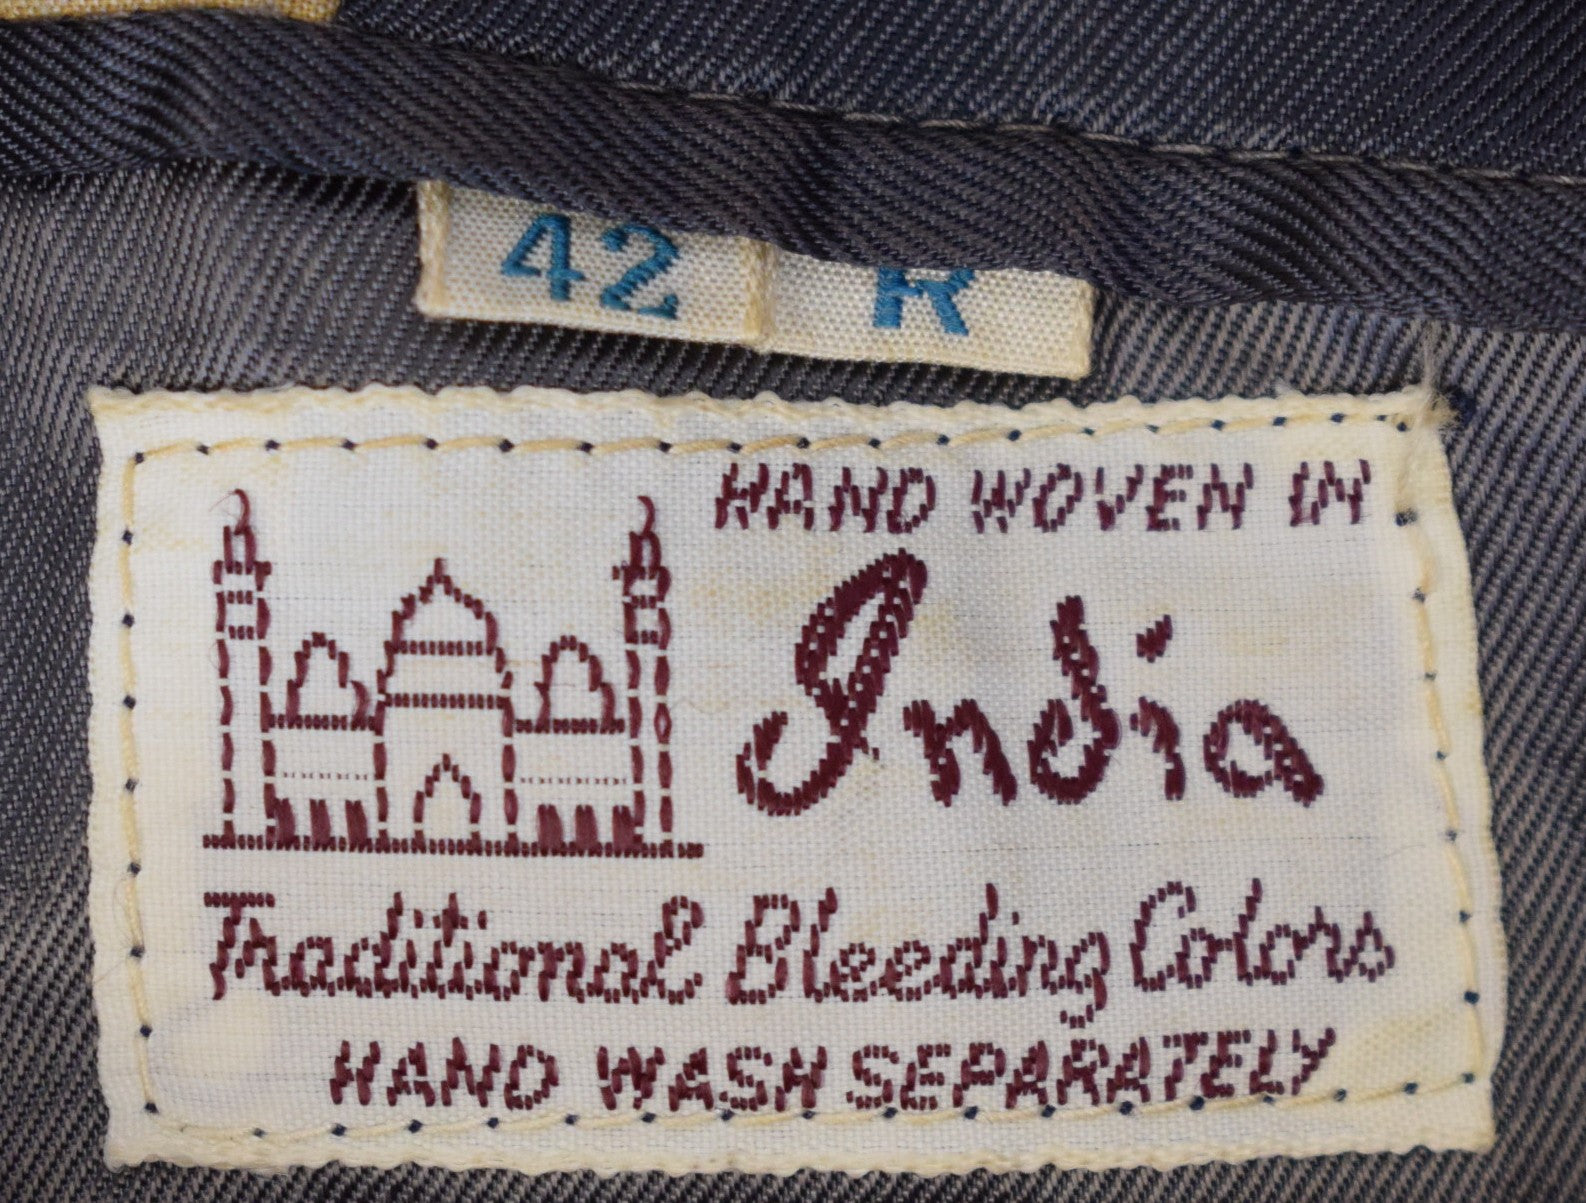 42 R
HAND WOVEN IN
India
Traditional Bleeding Colors
HAND WASH SEPARATELY